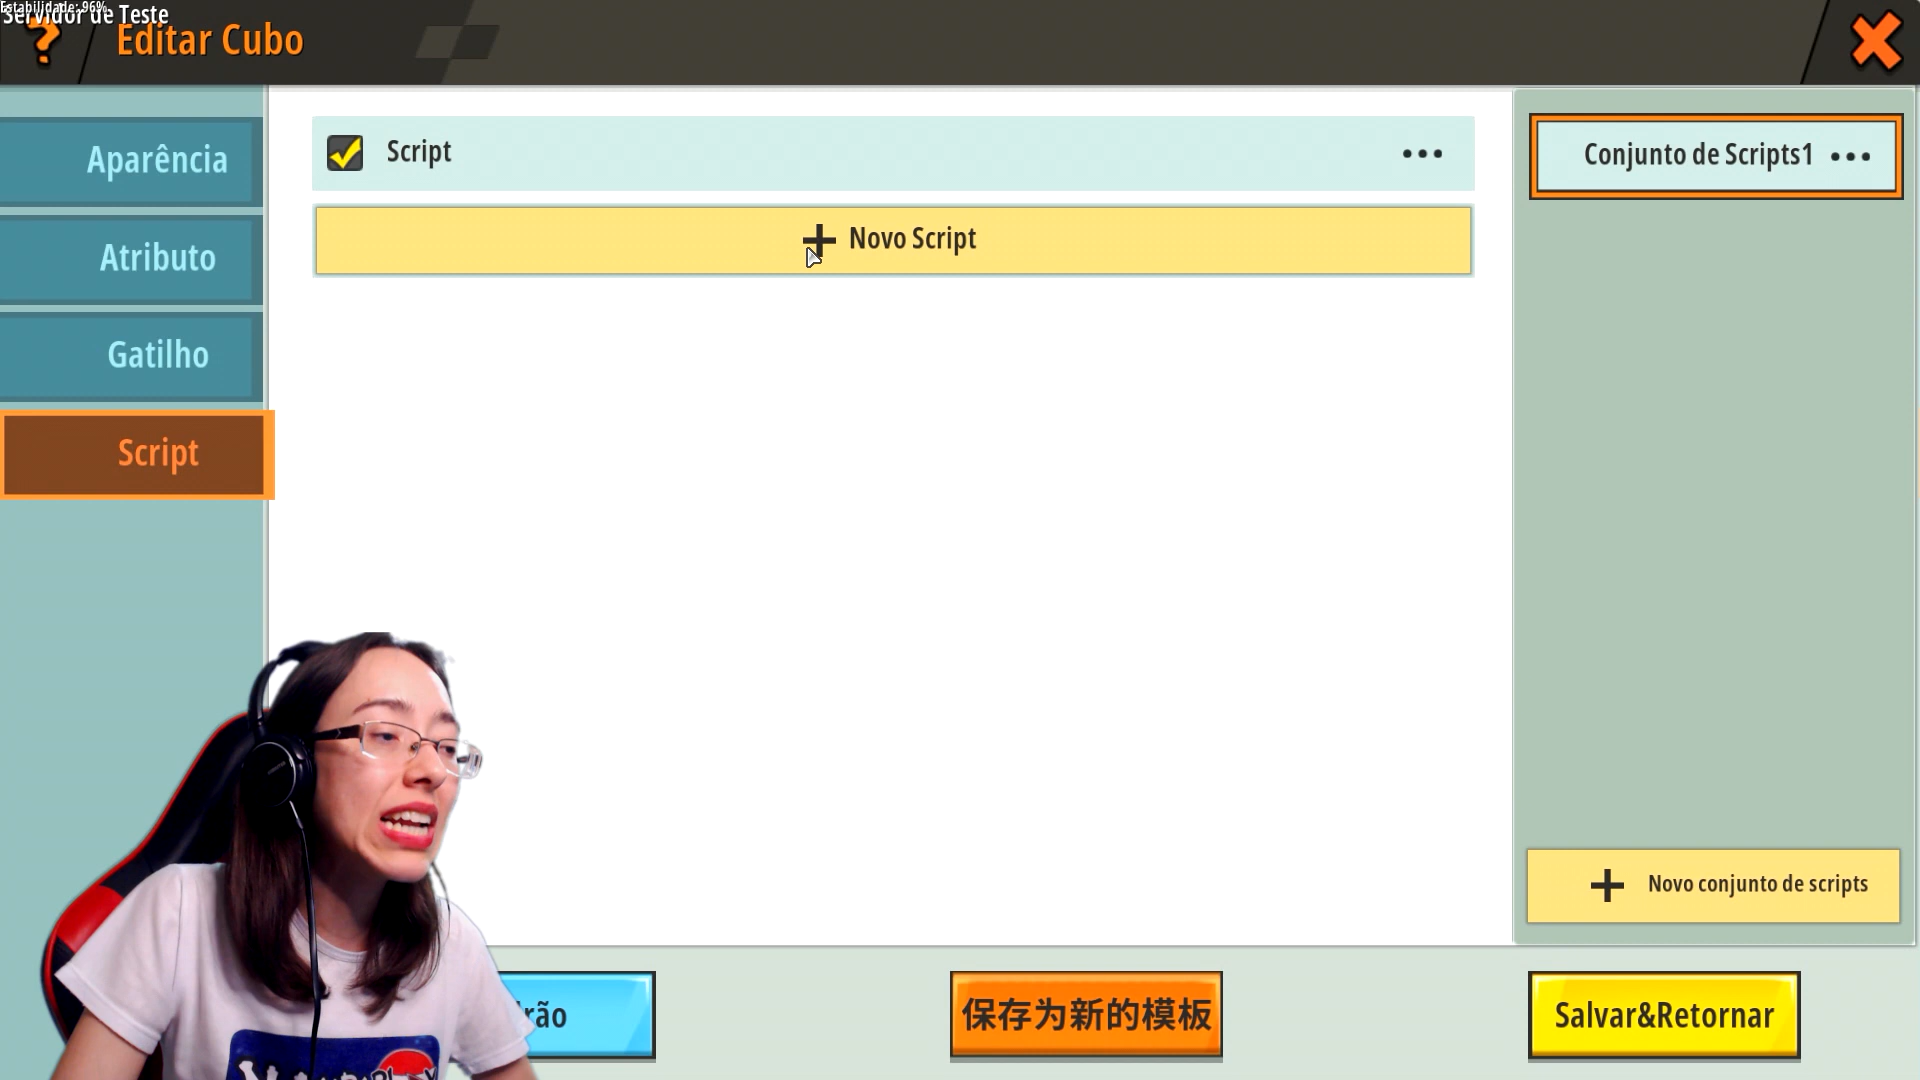 Estabilidade: 96%
Servidor de Teste
Editar Cubo
Aparência
Atributo
Gatilho
Script
Script
Novo Script
Conjunto de Scripts1
Novo conjunto de scripts
rão
保存为新的模板
Salvar&Retornar